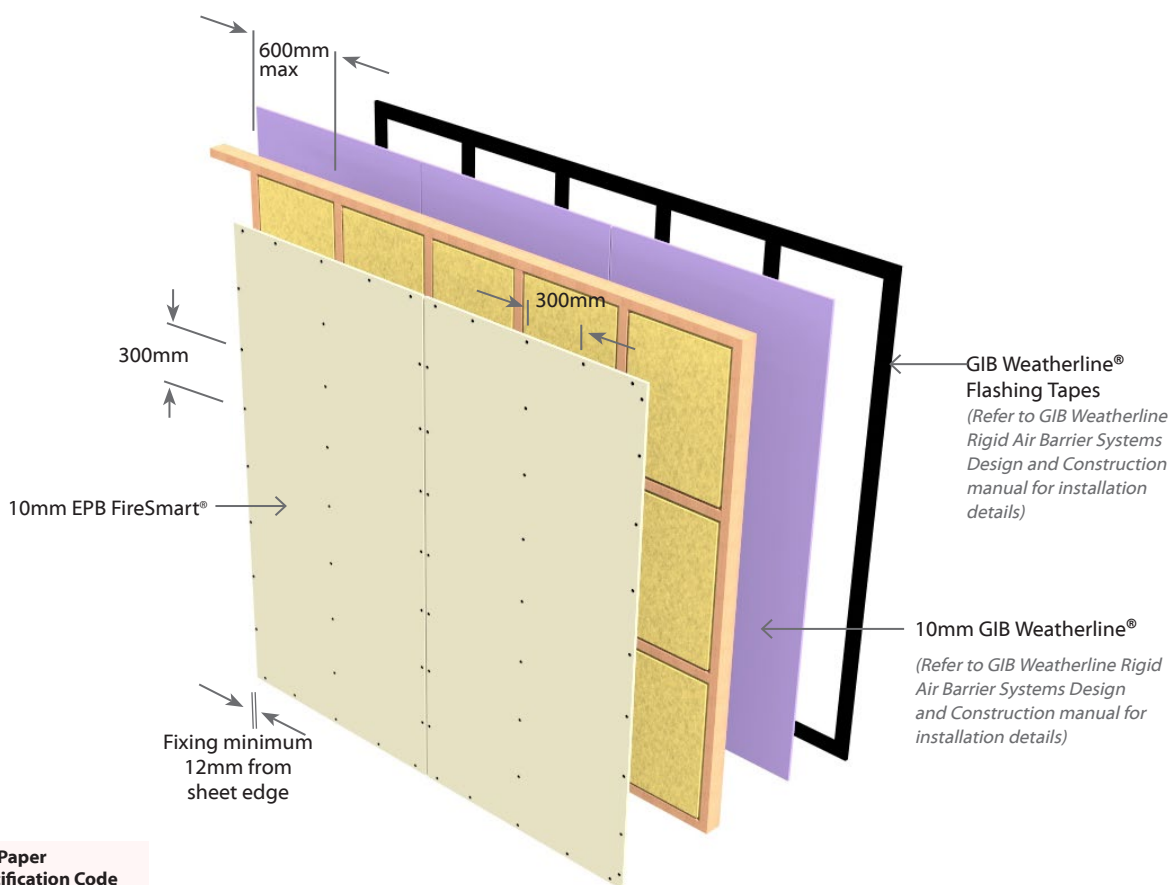 600mm
max
300mm
300mm
GIB Weatherline®
Flashing Tapes
(Refer to GIB Weatherline
Rigid Air Barrier Systems
Design and Construction
manual for installation
details)
10mm EPB FireSmart®
10mm GIB Weatherline®
(Refer to GIB Weatherline Rigid
Air Barrier Systems Design
and Construction manual for
installation details)
Fixing minimum
12mm from
sheet edge
Paper
ification Code